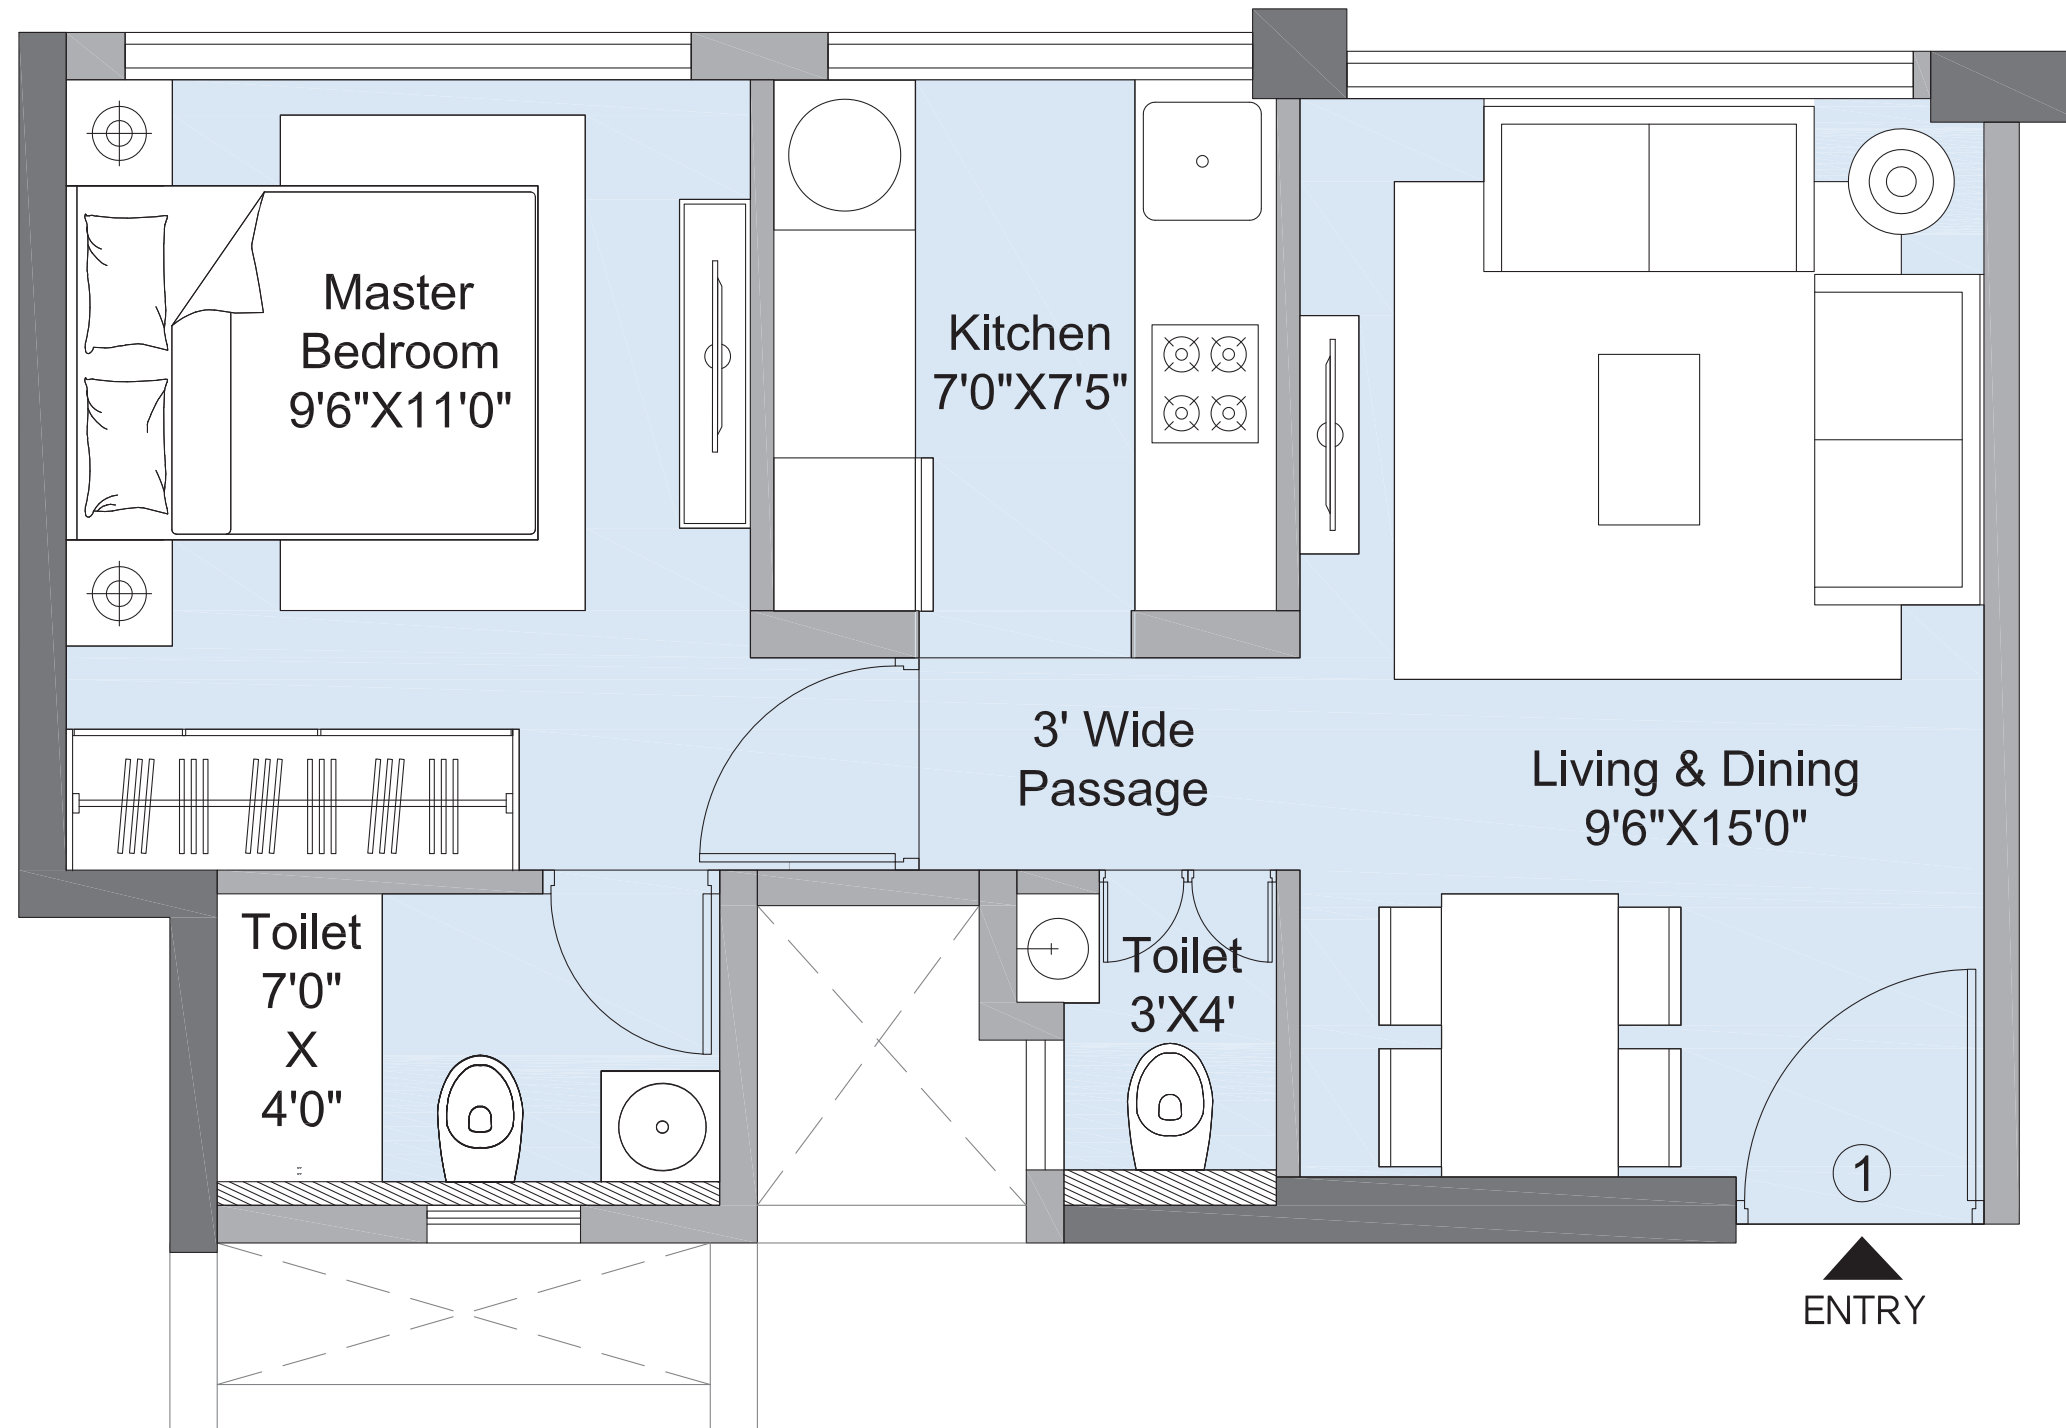 Master
Bedroom
9'6"X11'0"
Kitchen
7'0"X7'5"
3' Wide
Passage
Living & Dining
9'6"X15'0"
Toilet
7'0"
X
4'0"
Toilet
3'X4'
1
ENTRY